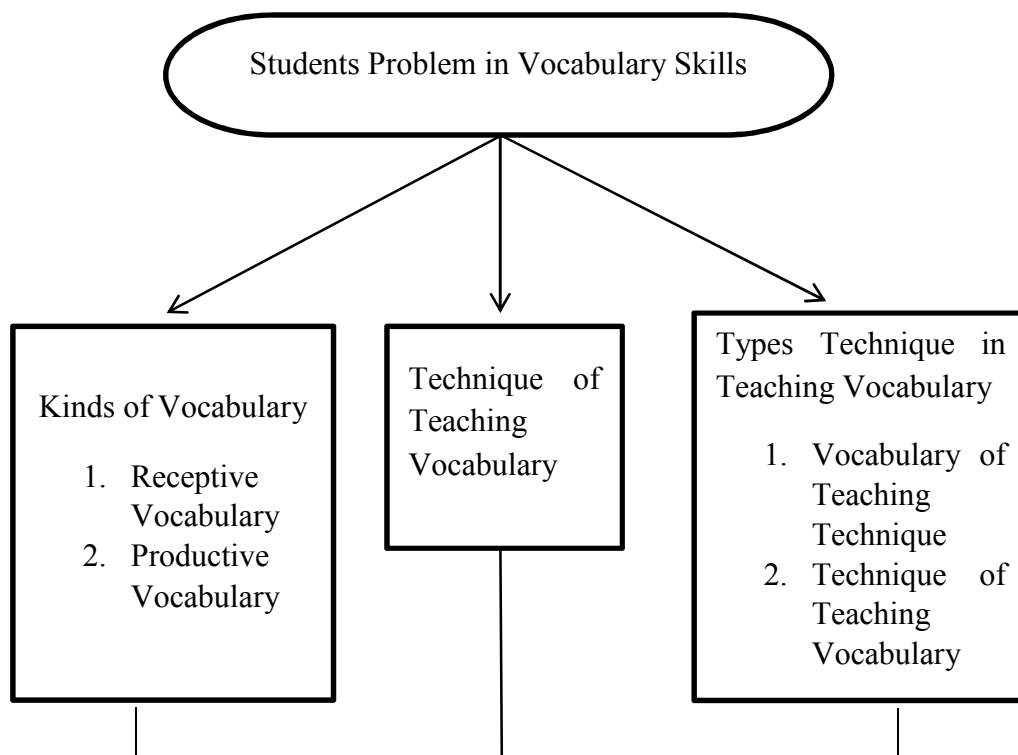 Students Problem in Vocabulary Skills
Kinds of Vocabulary
1. Receptive
Vocabulary
2. Productive
Vocabulary
Technique of
Teaching
Vocabulary
Types Technique in
Teaching Vocabulary
1. Vocabulary of
Teaching
Technique
2. Technique of
Teaching
Vocabulary